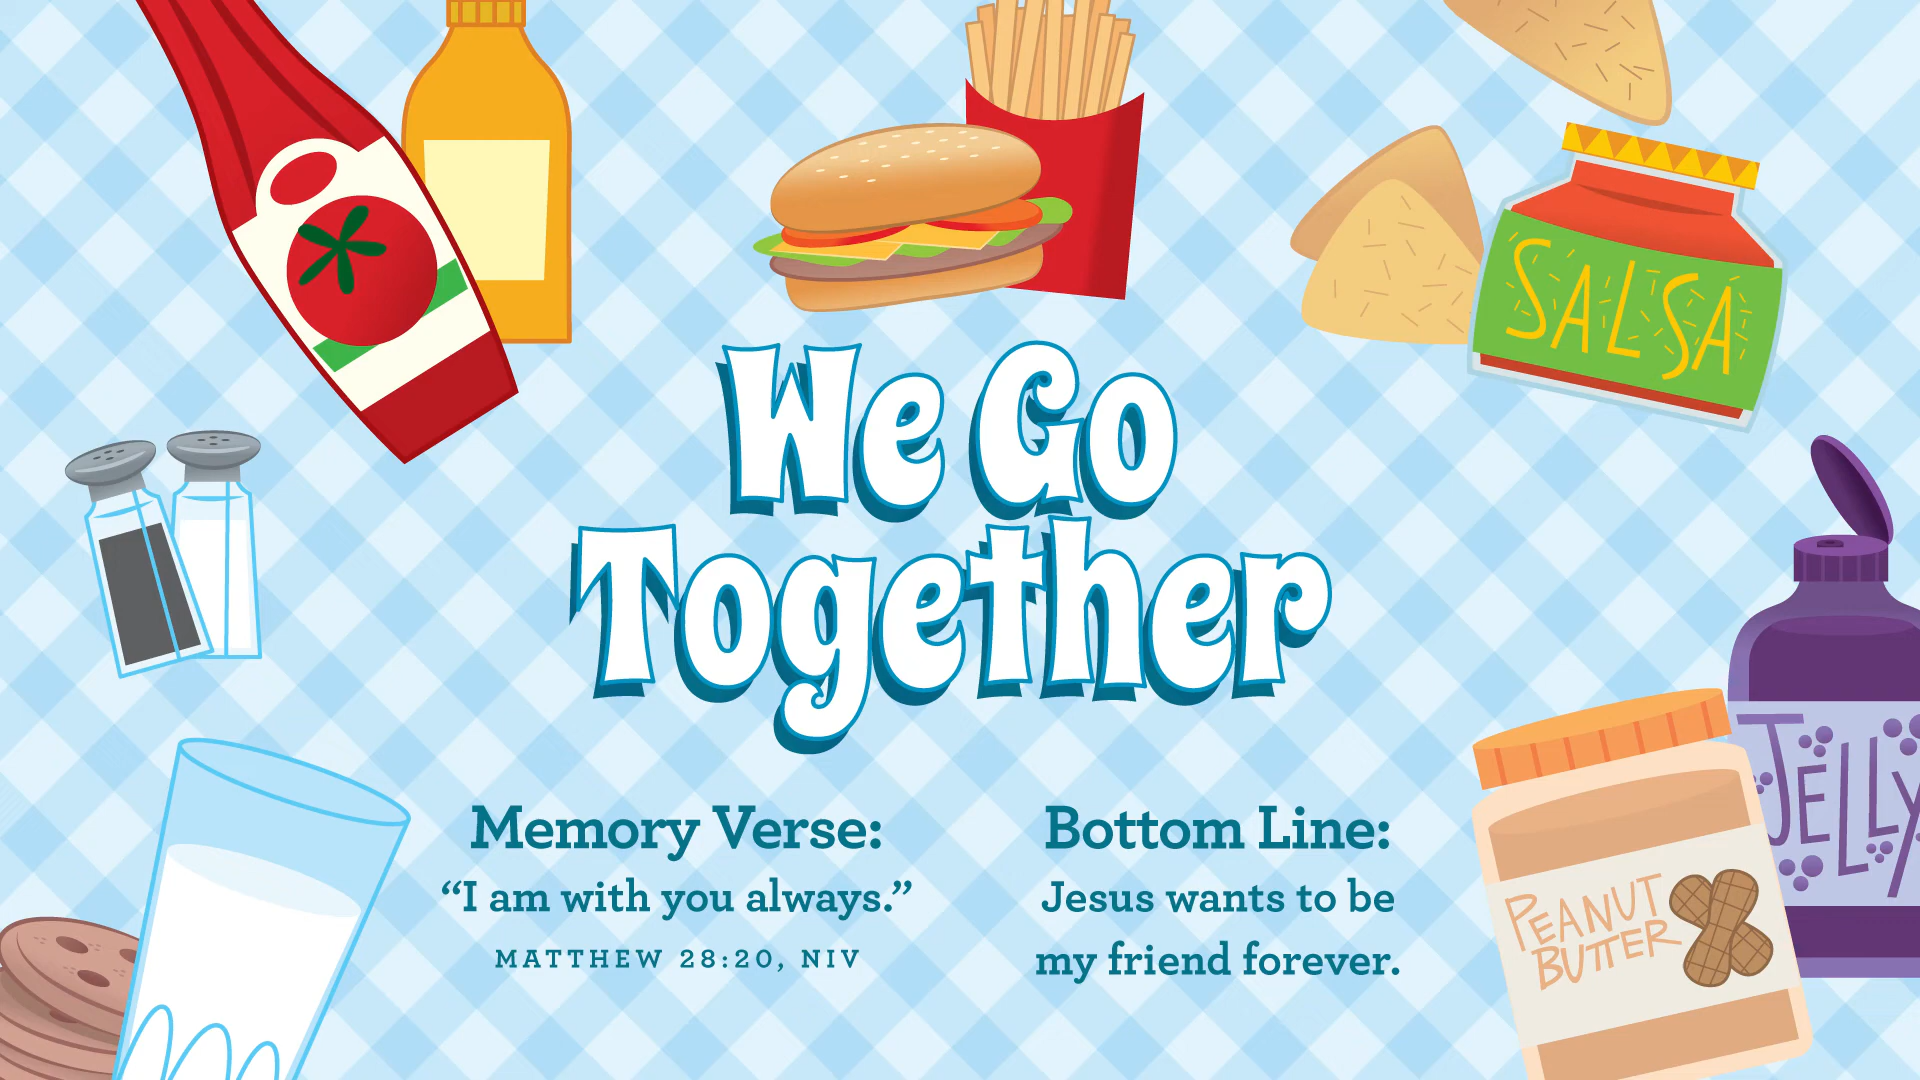 SALSA
We Go
Together
JELLY
Memory Verse:
“I am with you always.”
MATTHEW 28:20, NIV
Bottom Line:
Jesus wants to be
my friend forever.
PEANUT
BUTTER